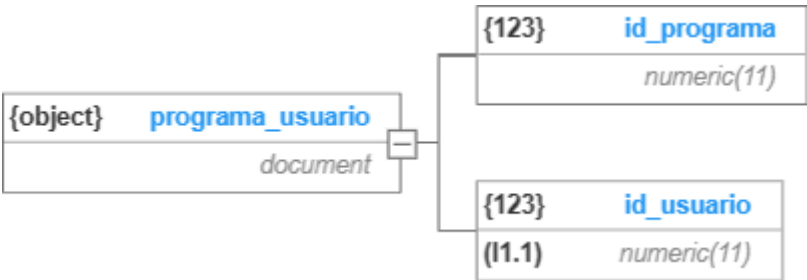 {123} id_programa
numeric(11)
{object} programa_usuario
document
{123} id_usuario
(I1.1) numeric(11)